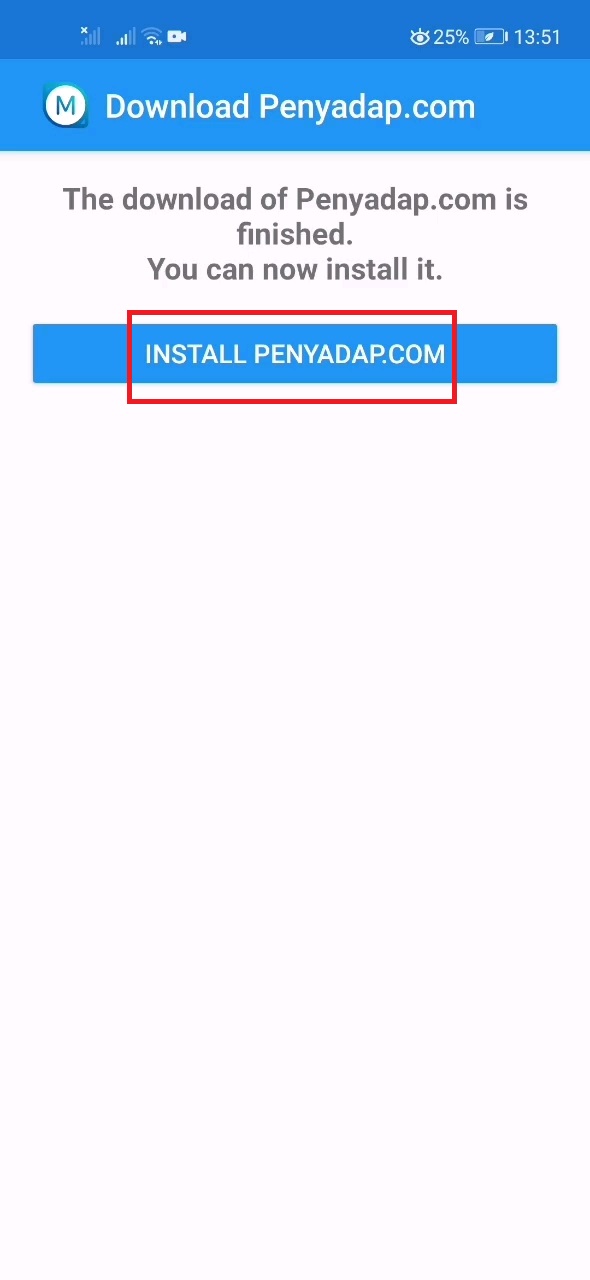 25% 13:51
M Download Penyadap.com
The download of Penyadap.com is
finished.
You can now install it.
INSTALL PENYADAP.COM